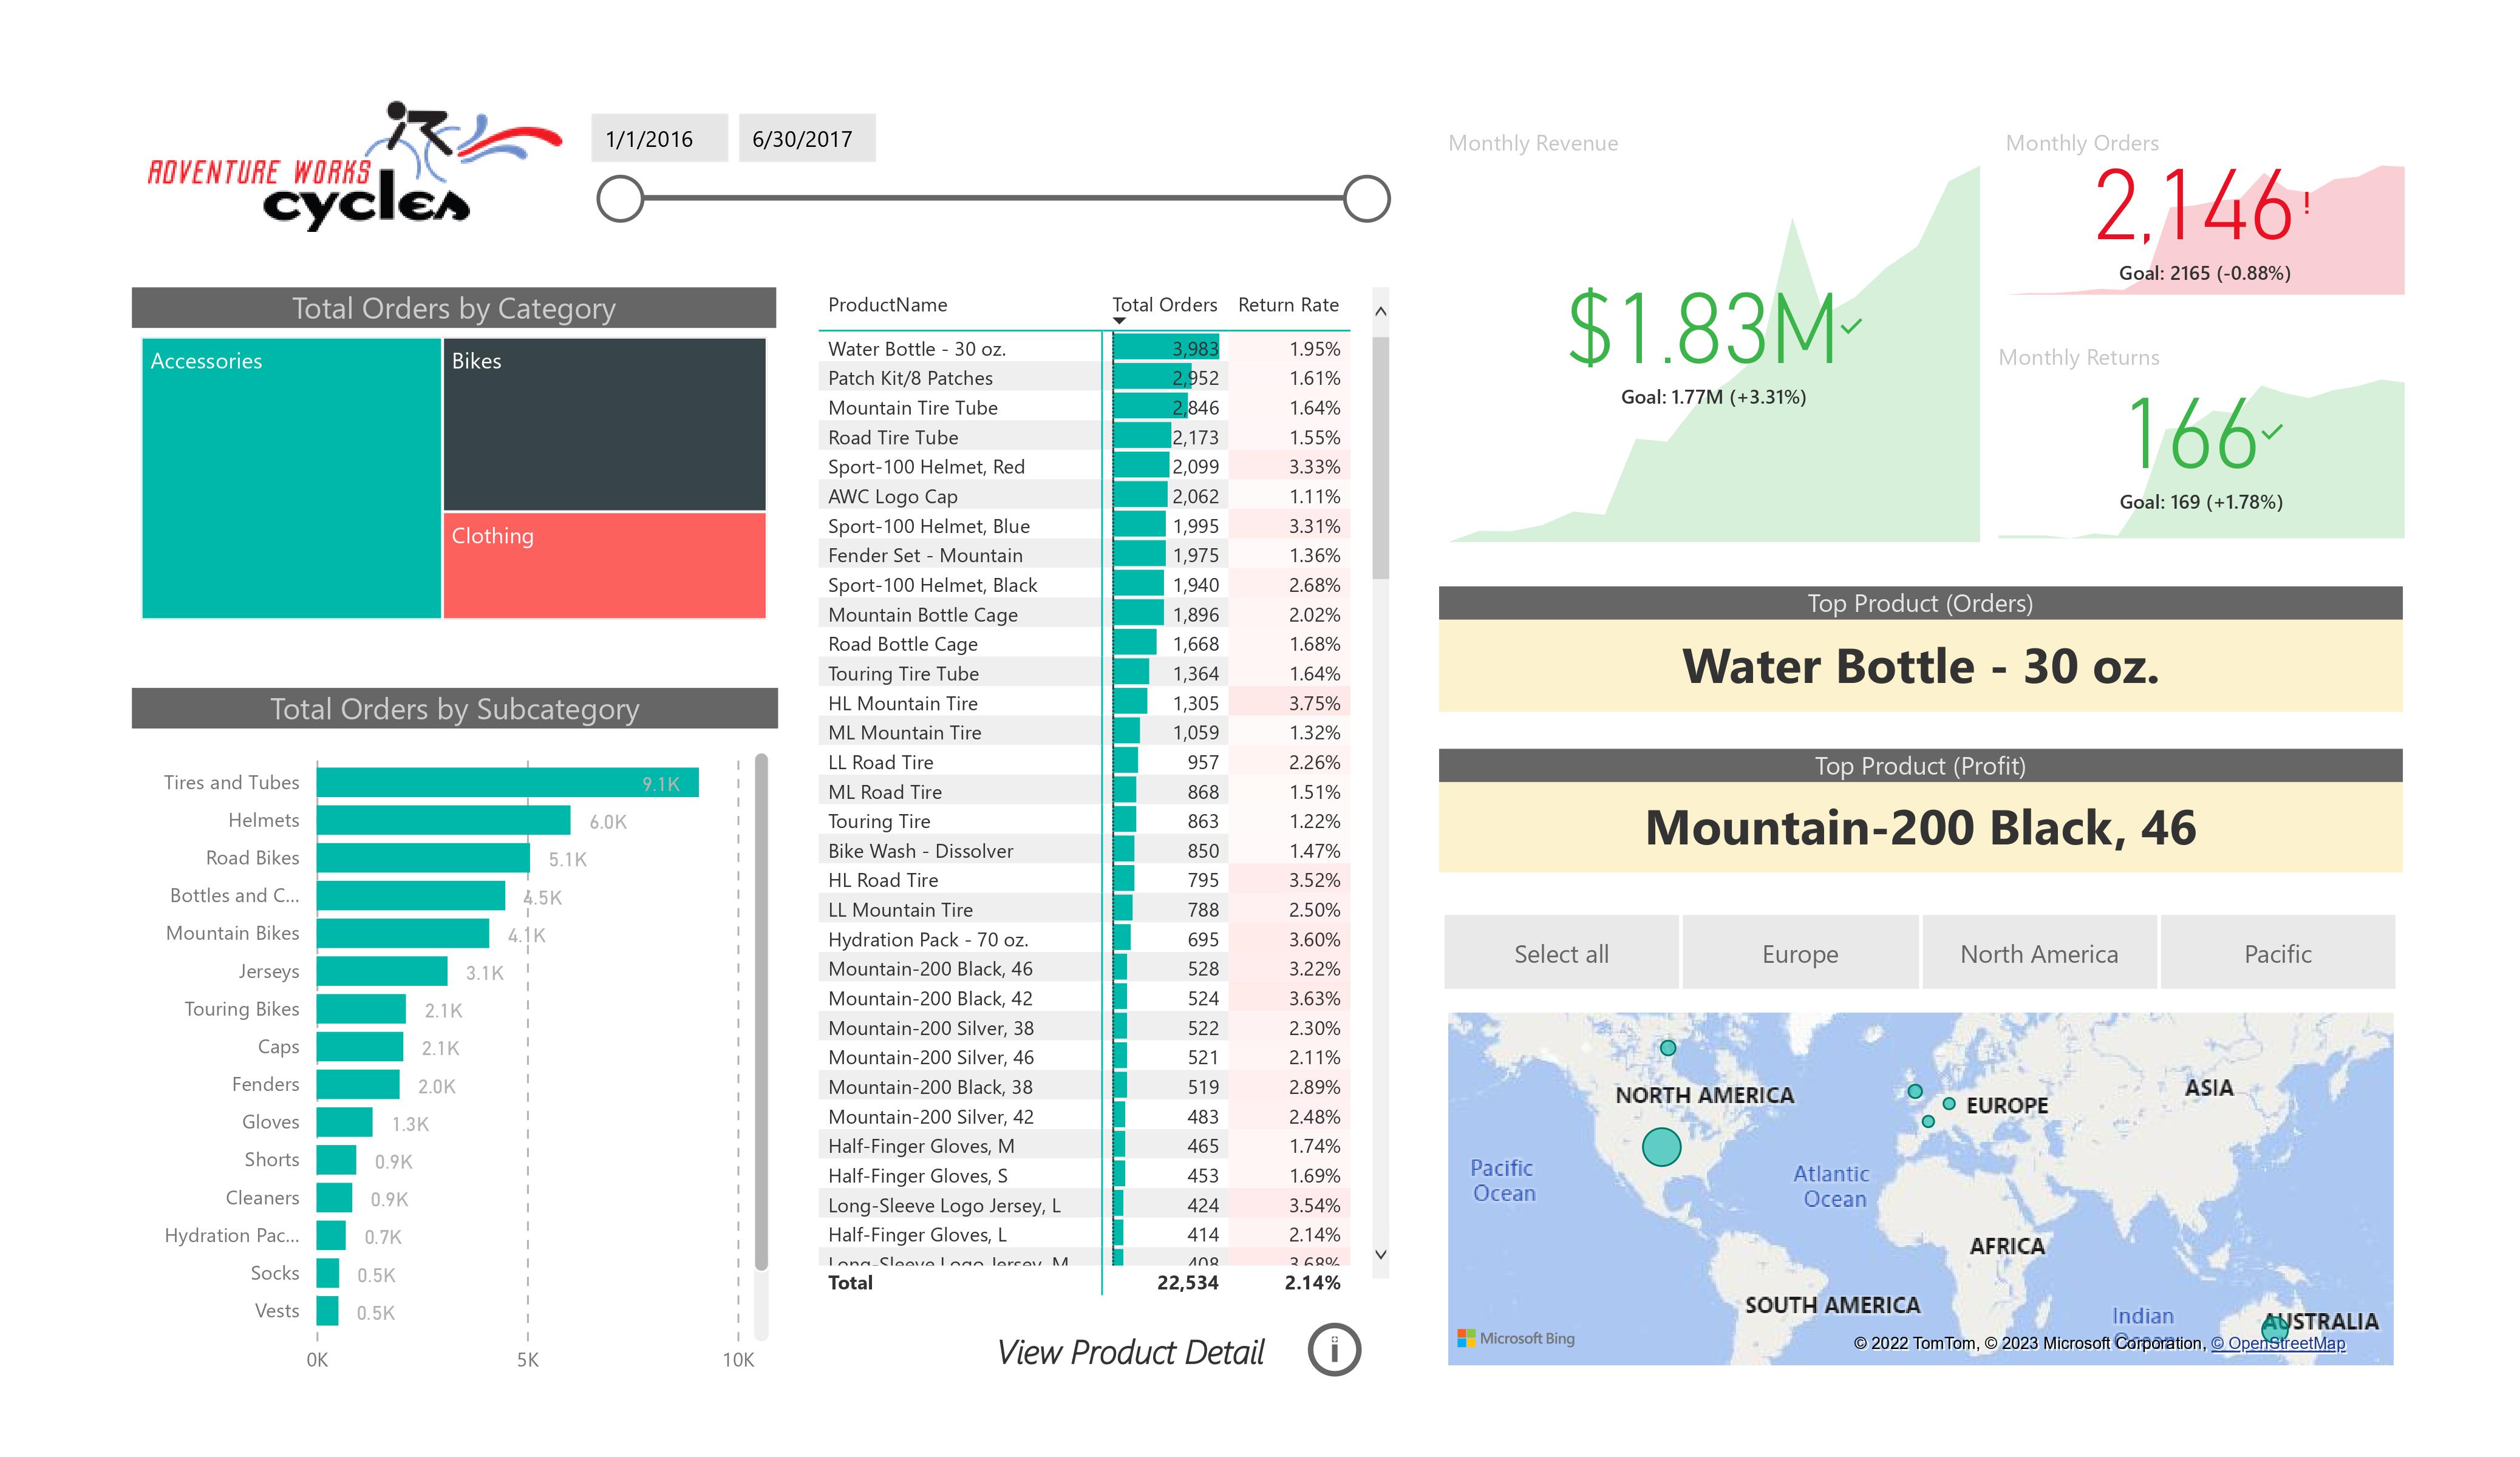 ADVENTURE WORKS
cycles
1/1/2016 6/30/2017
Total Orders by Category
Accessories
Bikes
Clothing
Total Orders by Subcategory
Tires and Tubes 9.1K
Helmets 6.0K
Road Bikes 5.1K
Bottles and C... 4.5K
Mountain Bikes 4.1K
Jerseys 3.1K
Touring Bikes 2.1K
Caps 2.1K
Fenders 2.0K
Gloves 1.3K
Shorts 0.9K
Cleaners 0.9K
Hydration Pac... 0.7K
Socks 0.5K
Vests 0.5K
0K 5K 10K
ProductName Total Orders Return Rate
Water Bottle - 30 oz. 3,983 1.95%
Patch Kit/8 Patches 2,952 1.61%
Mountain Tire Tube 2,846 1.64%
Road Tire Tube 2,173 1.55%
Sport-100 Helmet, Red 2,099 3.33%
AWC Logo Cap 2,062 1.11%
Sport-100 Helmet, Blue 1,995 3.31%
Fender Set - Mountain 1,975 1.36%
Sport-100 Helmet, Black 1,940 2.68%
Mountain Bottle Cage 1,896 2.02%
Road Bottle Cage 1,668 1.68%
Touring Tire Tube 1,364 1.64%
HL Mountain Tire 1,305 3.75%
ML Mountain Tire 1,059 1.32%
LL Road Tire 957 2.26%
ML Road Tire 868 1.51%
Touring Tire 863 1.22%
Bike Wash - Dissolver 850 1.47%
HL Road Tire 795 3.52%
LL Mountain Tire 788 2.50%
Hydration Pack - 70 oz. 695 3.60%
Mountain-200 Black, 46 528 3.22%
Mountain-200 Black, 42 524 3.63%
Mountain-200 Silver, 38 522 2.30%
Mountain-200 Silver, 46 521 2.11%
Mountain-200 Black, 38 519 2.89%
Mountain-200 Silver, 42 483 2.48%
Half-Finger Gloves, M 465 1.74%
Half-Finger Gloves, S 453 1.69%
Long-Sleeve Logo Jersey, L 424 3.54%
Half-Finger Gloves, L 414 2.14%
Long-Sleeve Logo Jersey, M 408 3.68%
Total 22,534 2.14%
View Product Detail
Monthly Revenue
$1.83M
Goal: 1.77M (+3.31%)
Monthly Orders
2,146!
Goal: 2165 (-0.88%)
Monthly Returns
166
Goal: 169 (+1.78%)
Top Product (Orders)
Water Bottle - 30 oz.
Top Product (Profit)
Mountain-200 Black, 46
Select all Europe North America Pacific
NORTH AMERICA
EUROPE
ASIA
Pacific
Ocean
Atlantic
Ocean
AFRICA
SOUTH AMERICA
Indian
Ocean
AUSTRALIA
Microsoft Bing
© 2022 TomTom, © 2023 Microsoft Corporation, © OpenStreetMap